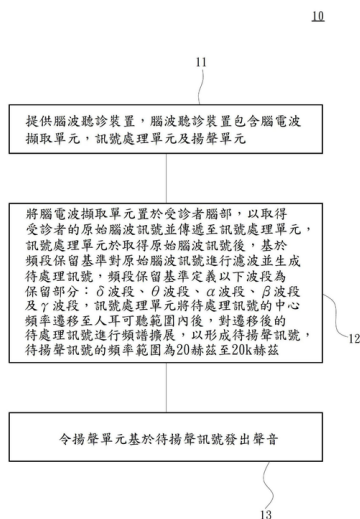 10
11
提供腦波聽診裝置，腦波聽診裝置包含腦電波
擷取單元，訊號處理單元及揚聲單元
將腦電波擷取單元置於受診者腦部，以取得
受診者的原始腦波訊號並傳遞至訊號處理單元，
訊號處理單元於取得原始腦波訊號後，基於
頻段保留基準對原始腦波訊號進行濾波並生成
待處理訊號，頻段保留基準定義以下波段為
保留部分：δ波段、θ波段、α波段、β波段
及γ波段，訊號處理單元將待處理訊號的中心
頻率遷移至人耳可聽範圍內後，對遷移後的
待處理訊號進行頻譜擴展，以形成待揚聲訊號，
待揚聲訊號的頻率範圍為20赫茲至20k赫茲
12
令揚聲單元基於待揚聲訊號發出聲音
13